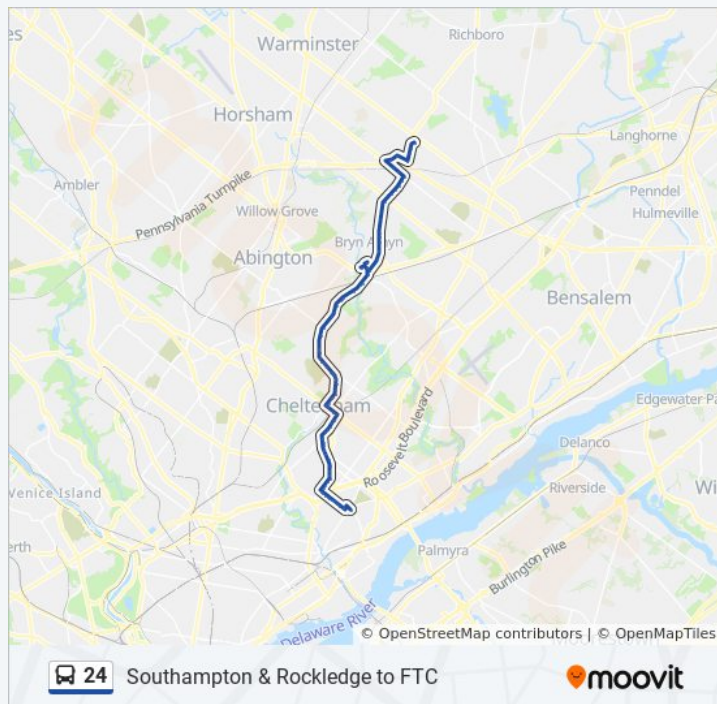 Warminster
Richboro
Horsham
Langhorne
Ambler
Pennsylvania Turnpike
Penndel
Hulmeville
Willow Grove
Bryn Athyn
Abington
Bensalem
Cheltenham
Edgewater Pa
Roosevelt Boulevard
Delanco
Venice Island
Riverside
Wi
erth
Palmyra
Burlington Pike
Delaware River
© OpenStreetMap contributors | © OpenMapTiles
24 Southampton & Rockledge to FTC
moovit